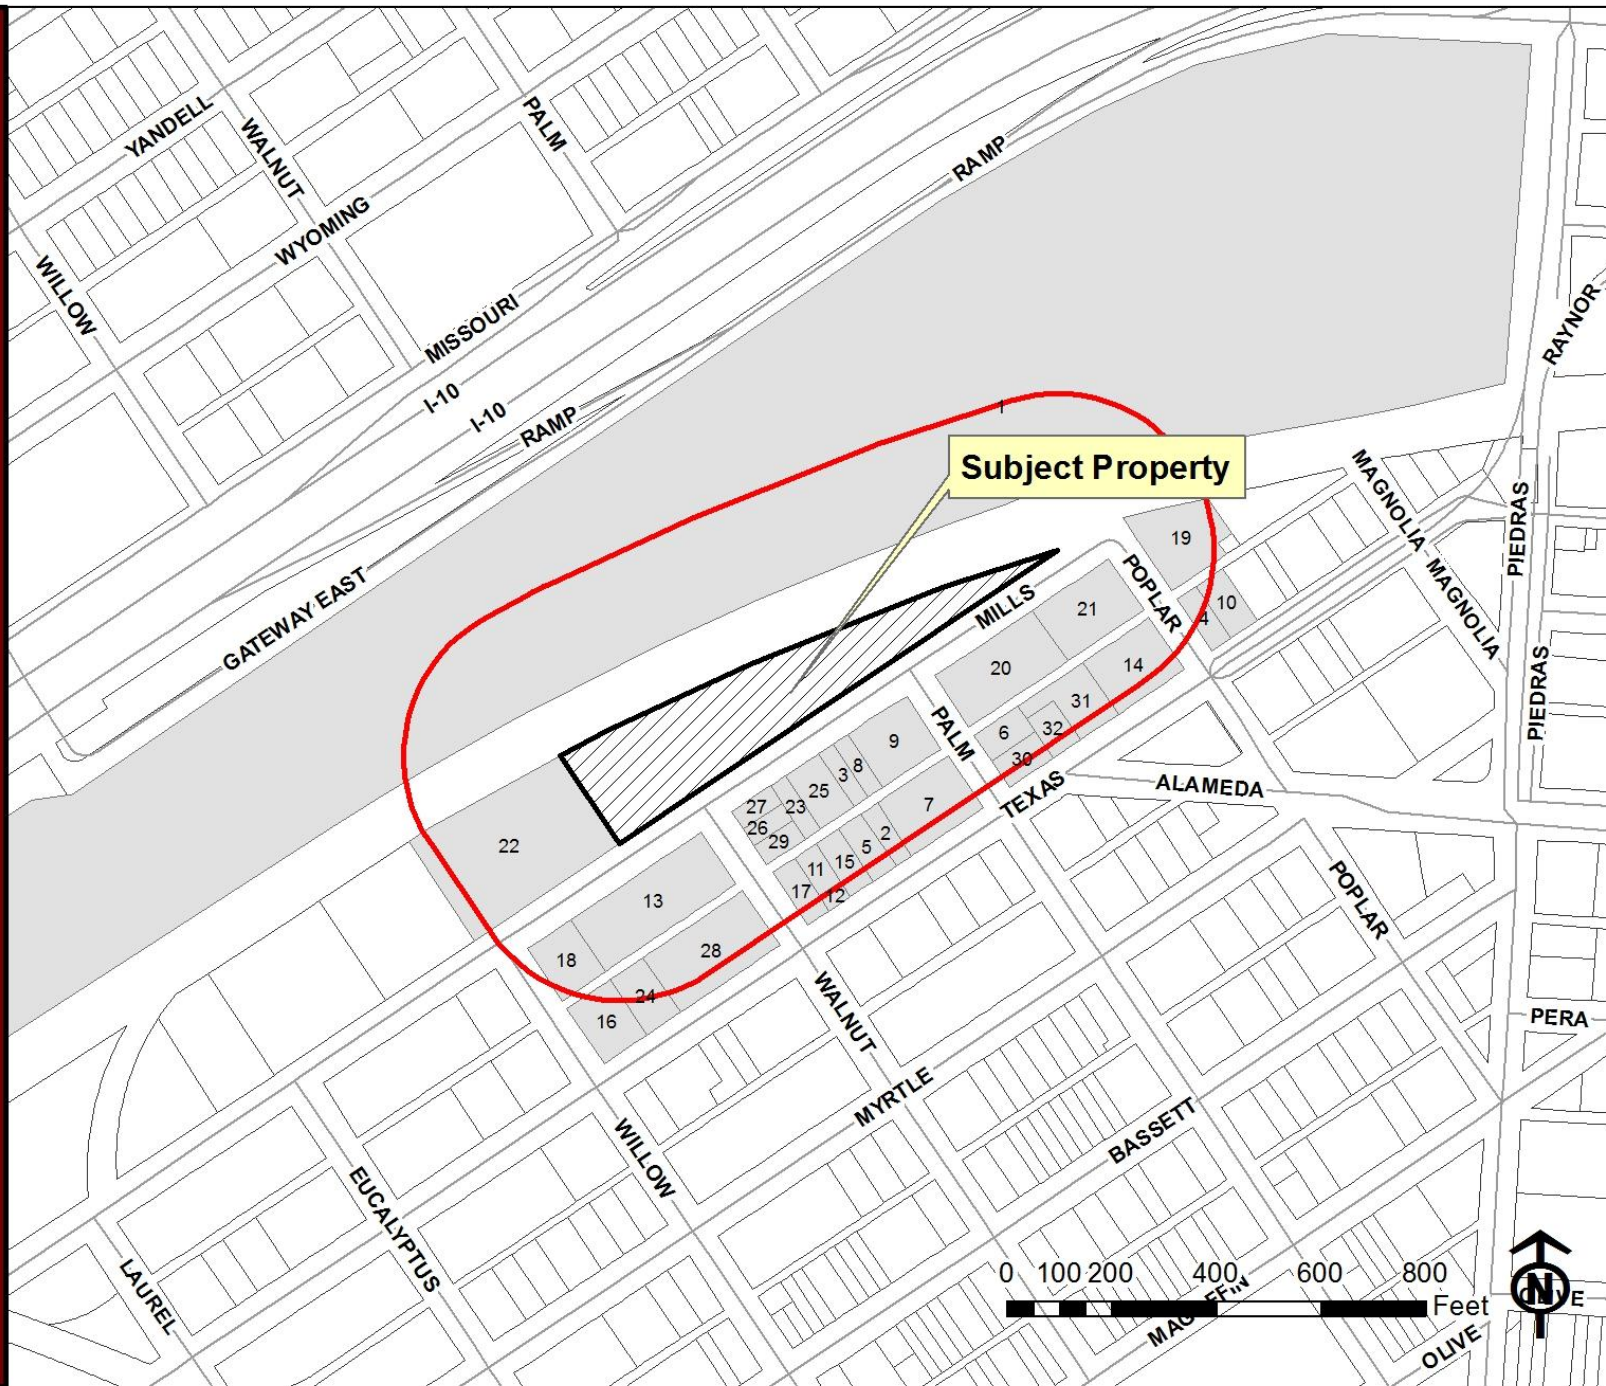 YANDELL
WALNUT
PALM
WYOMING
WILLOW
MISSOURI
I-10
I-10
RAMP
RAMP
GATEWAY EAST
RAYNOR
1
Subject Property
MAGNOLIA
MAGNOLIA
PIEDRAS
PIEDRAS
19
POPLAR
10
4
MILLS
21
20
14
31
6
32
30
PALM
9
8
3
25
23
27
26
29
7
2
5
15
11
17
12
TEXAS
ALAMEDA
22
13
18
28
24
16
POPLAR
WALNUT
PERA
MYRTLE
BASSETT
WILLOW
EUCALYPTUS
LAUREL
0 100 200 400 600 800
Feet
N
OLIVE